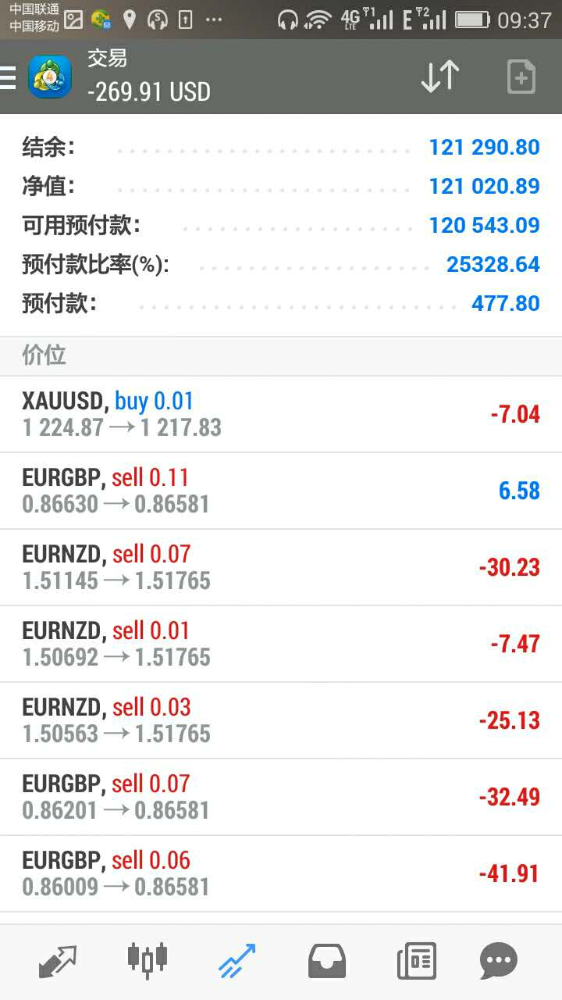 中国联通
中国移动
4G LTE
T1
E
T2
09:37
交易
-269.91 USD
结余: 121 290.80
净值: 121 020.89
可用预付款: 120 543.09
预付款比率(%): 25328.64
预付款: 477.80
价位
XAUUSD, buy 0.01
1 224.87 → 1 217.83
-7.04
EURGBP, sell 0.11
0.86630 → 0.86581
6.58
EURNZD, sell 0.07
1.51145 → 1.51765
-30.23
EURNZD, sell 0.01
1.50692 → 1.51765
-7.47
EURNZD, sell 0.03
1.50563 → 1.51765
-25.13
EURGBP, sell 0.07
0.86201 → 0.86581
-32.49
EURGBP, sell 0.06
0.86009 → 0.86581
-41.91